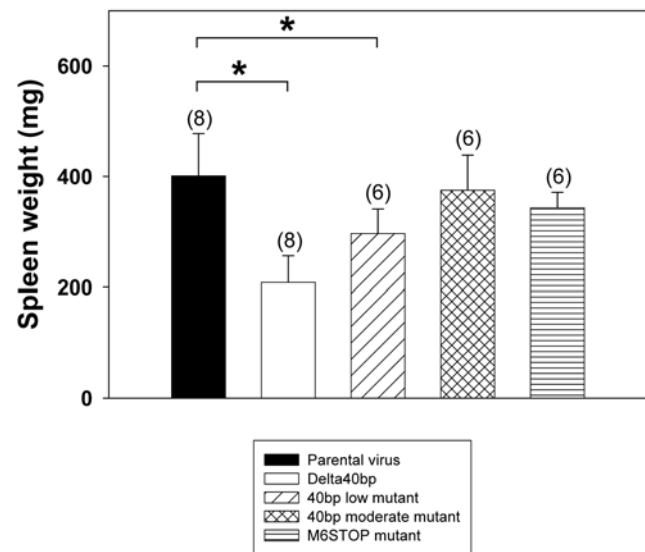 *
*
(8)
(8)
(6)
(6)
(6)
Spleen weight (mg)
600
400
200
0
Parental virus
Delta40bp
40bp low mutant
40bp moderate mutant
M6STOP mutant